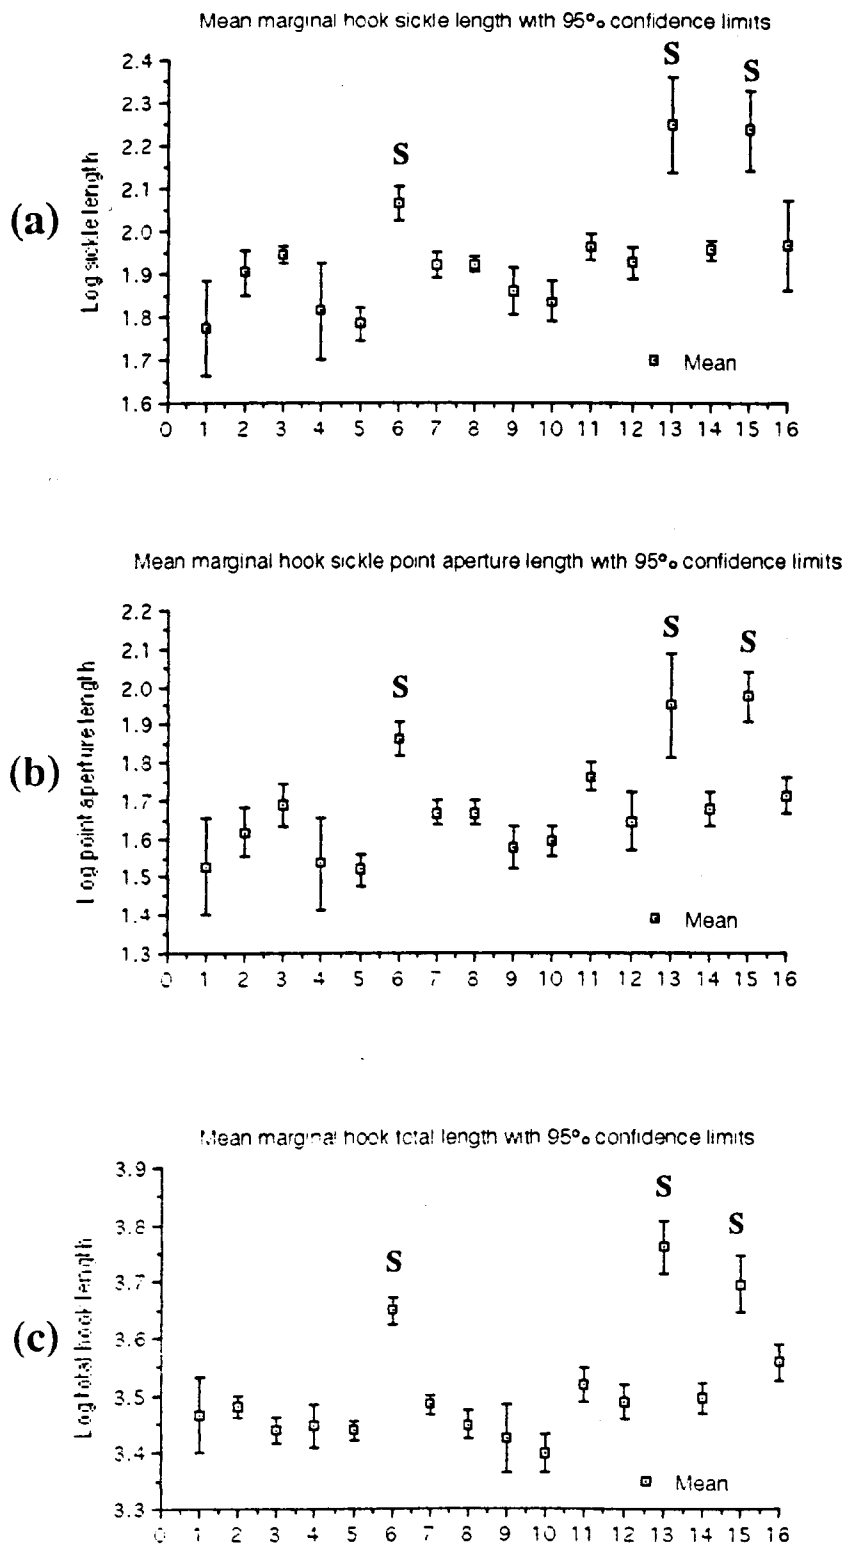 Mean marginal hook sickle length with 95% confidence limits
S
S
S
(a)
Log sickle length
2.4
2.3
2.2
2.1
2.0
1.9
1.8
1.7
1.6
Mean
0 1 2 3 4 5 6 7 8 9 10 11 12 13 14 15 16
Mean marginal hook sickle point aperture length with 95% confidence limits
S
S
S
(b)
Log point aperture length
2.2
2.1
2.0
1.9
1.8
1.7
1.6
1.5
1.4
1.3
Mean
0 1 2 3 4 5 6 7 8 9 10 11 12 13 14 15 16
Mean marginal hook total length with 95% confidence limits
S
S
S
(c)
Log total hook length
3.9
3.8
3.7
3.6
3.5
3.4
3.3
Mean
0 1 2 3 4 5 6 7 8 9 10 11 12 13 14 15 16